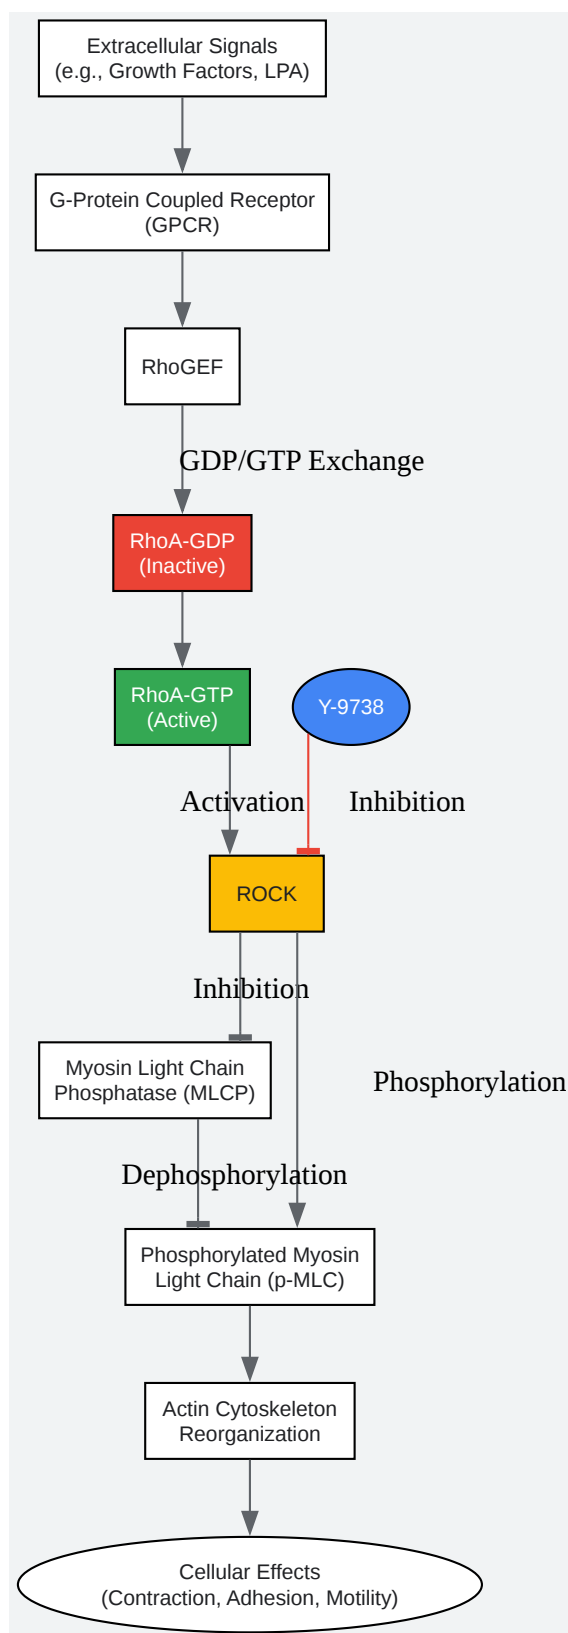 Extracellular Signals
(e.g., Growth Factors, LPA)
G-Protein Coupled Receptor
(GPCR)
RhoGEF
GDP/GTP Exchange
RhoA-GDP
(Inactive)
RhoA-GTP
(Active)
Y-9738
Activation
Inhibition
ROCK
Inhibition
Myosin Light Chain
Phosphatase (MLCP)
Phosphorylation
Dephosphorylation
Phosphorylated Myosin
Light Chain (p-MLC)
Actin Cytoskeleton
Reorganization
Cellular Effects
(Contraction, Adhesion, Motility)